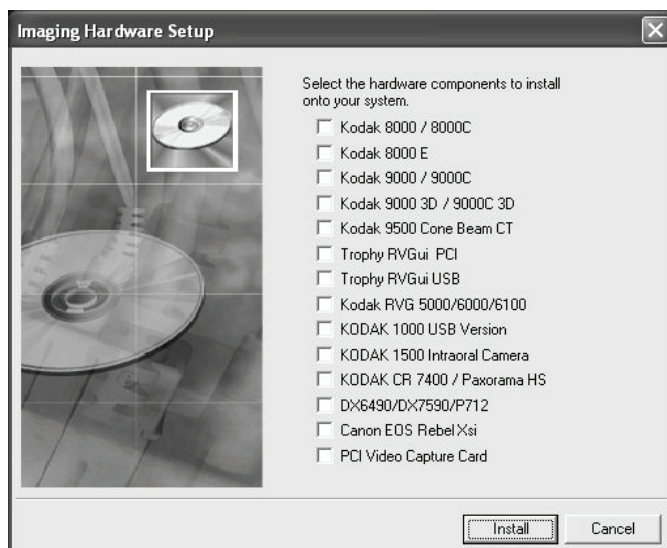 Imaging Hardware Setup
Select the hardware components to install
onto your system.
Kodak 8000 / 8000C
Kodak 8000 E
Kodak 9000 / 9000C
Kodak 9000 3D / 9000C 3D
Kodak 9500 Cone Beam CT
Trophy RVGui PCI
Trophy RVGui USB
Kodak RVG 5000/6000/6100
KODAK 1000 USB Version
KODAK 1500 Intraoral Camera
KODAK CR 7400 / Paxorama HS
DX6490/DX7590/P712
Canon EOS Rebel Xsi
PCI Video Capture Card
Install
Cancel